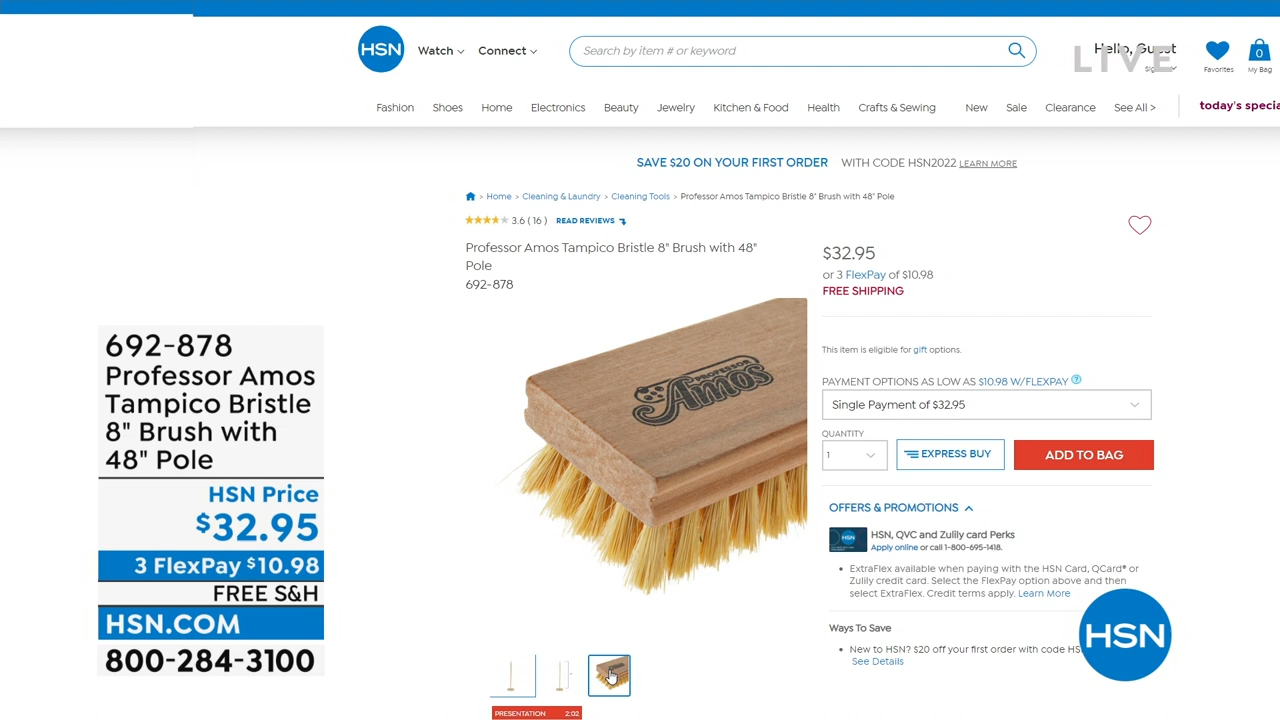 HSN
Watch
Connect
Search by item # or keyword
Hello, Guest
LIVE
Favorites
0
My Bag
Fashion
Shoes
Home
Electronics
Beauty
Jewelry
Kitchen & Food
Health
Crafts & Sewing
New
Sale
Clearance
See All >
today's specia
SAVE $20 ON YOUR FIRST ORDER WITH CODE HSN2022 LEARN MORE
> Home > Cleaning & Laundry > Cleaning Tools > Professor Amos Tampico Bristle 8" Brush with 48" Pole
3.6 ( 16 ) READ REVIEWS
Professor Amos Tampico Bristle 8" Brush with 48"
Pole
692-878
PROFESSOR
Amos
$32.95
or 3 FlexPay of $10.98
FREE SHIPPING
This item is eligible for gift options.
PAYMENT OPTIONS AS LOW AS $10.98 W/FLEXPAY ?
Single Payment of $32.95
QUANTITY
1
EXPRESS BUY
ADD TO BAG
OFFERS & PROMOTIONS
HSN
HSN, QVC and Zulily card Perks
Apply online or call 1-800-695-1418.
• ExtraFlex available when paying with the HSN Card, QCard® or
Zulily credit card. Select the FlexPay option above and then
select ExtraFlex. Credit terms apply. Learn More
Ways To Save
• New to HSN? $20 off your first order with code HS
See Details
HSN
692-878
Professor Amos
Tampico Bristle
8" Brush with
48" Pole
HSN Price
$32.95
3 FlexPay $10.98
FREE S&H
HSN.COM
800-284-3100
PRESENTATION 2:02